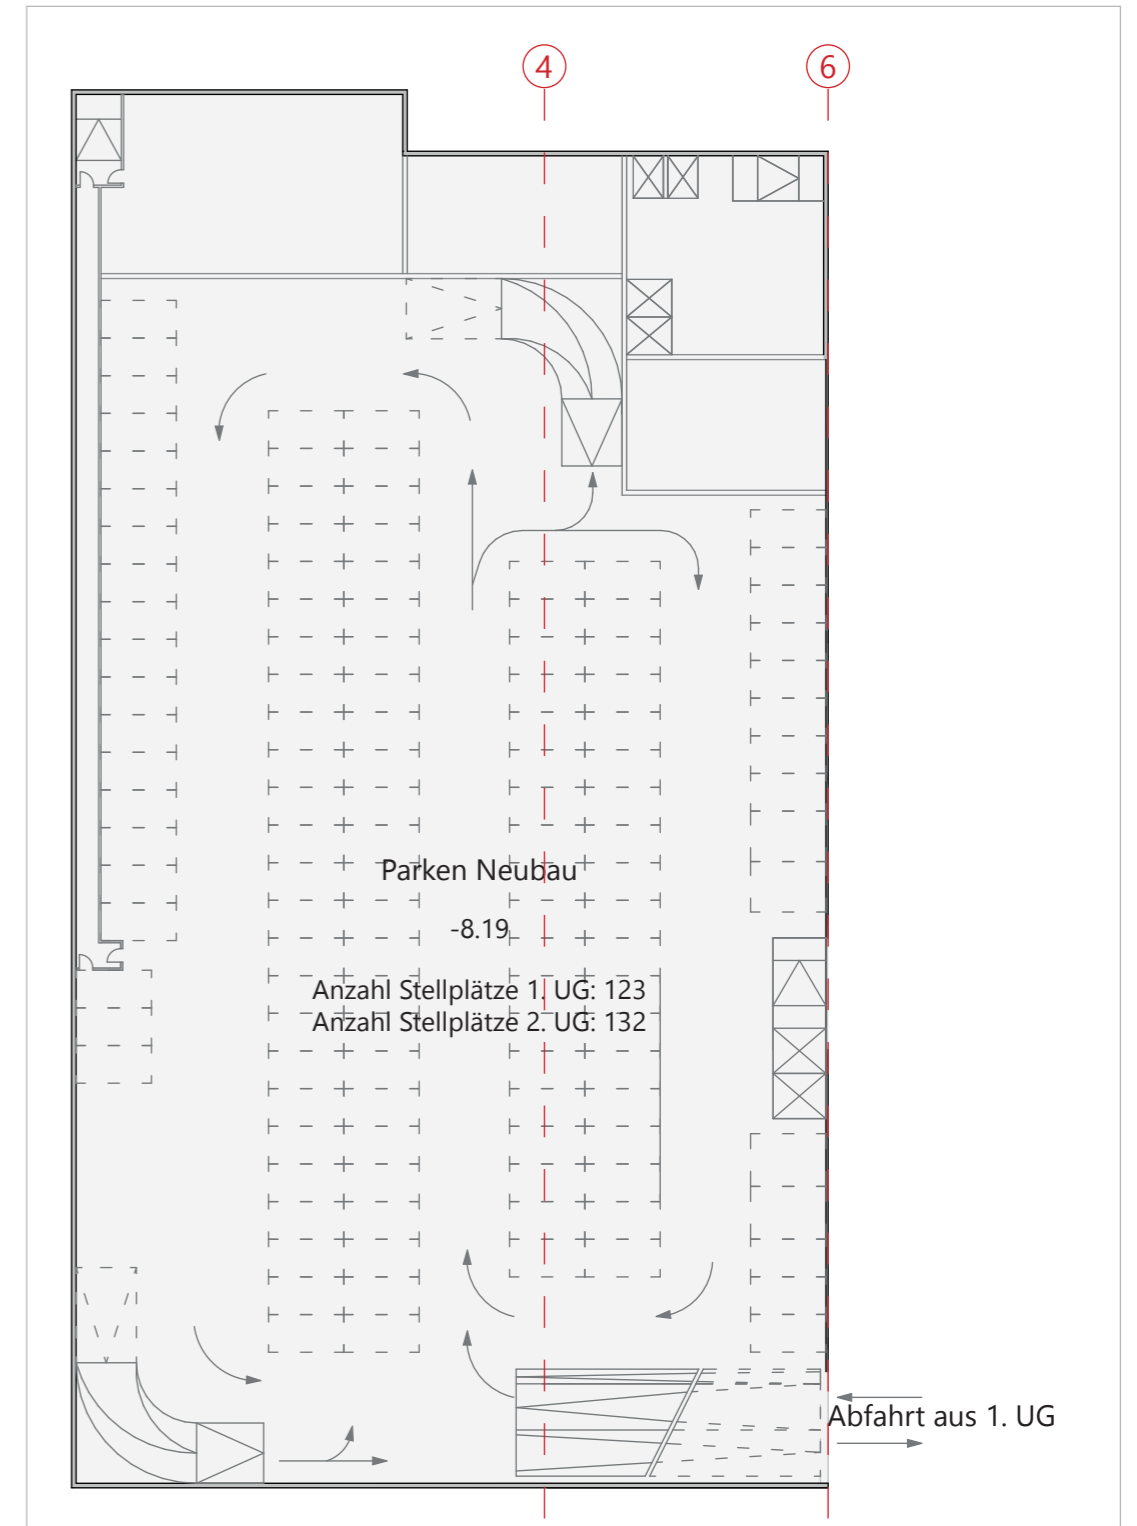 4
6
Parken Neubau
-8.19
Anzahl Stellplätze 1. UG: 123
Anzahl Stellplätze 2. UG: 132
Abfahrt aus 1. UG